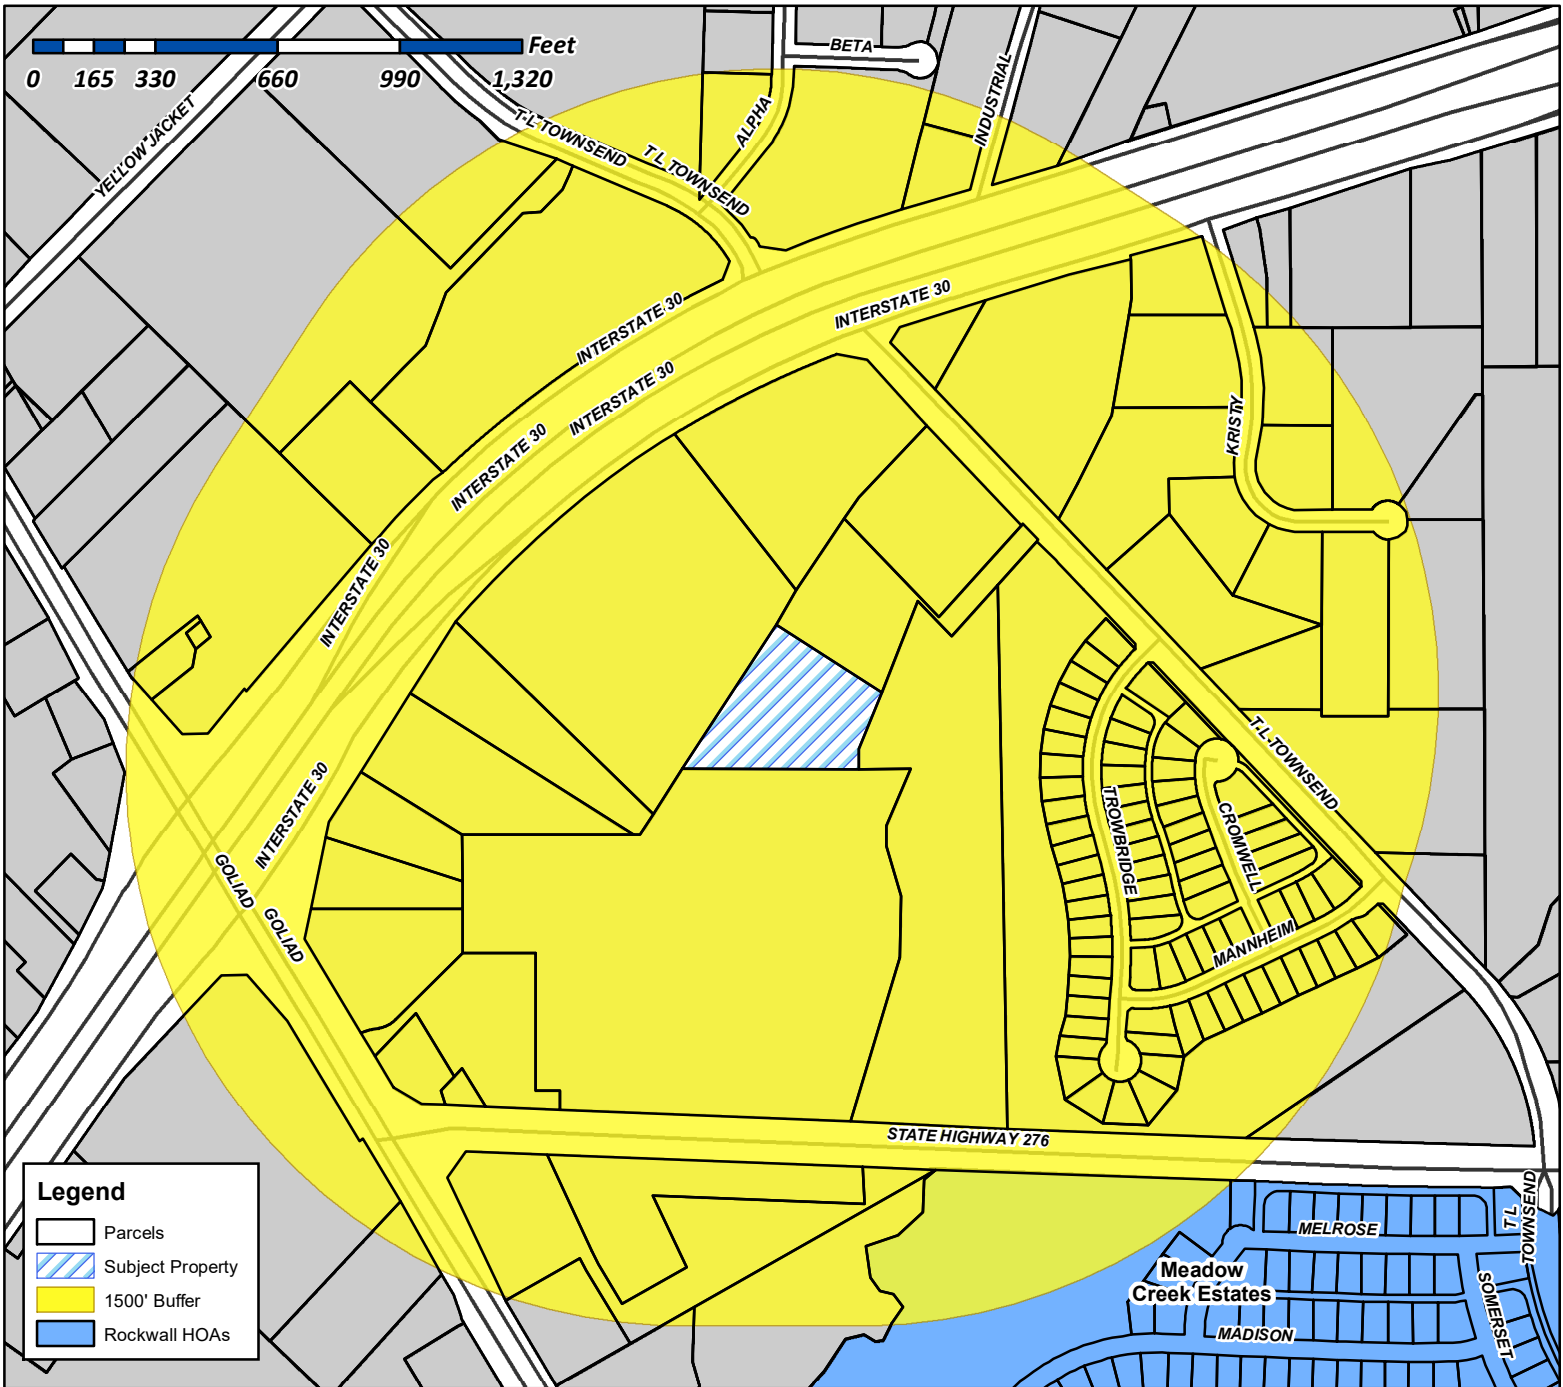 Feet
0 165 330 660 990 1,320
BETA
YELLOW JACKET
T L TOWNSEND
ALPHA
INDUSTRIAL
T L TOWNSEND
INTERSTATE 30
INTERSTATE 30
INTERSTATE 30
INTERSTATE 30
KRISTY
INTERSTATE 30
T L TOWNSEND
INTERSTATE 30
TROWBRIDGE
CROMWELL
GOLIAD
GOLIAD
MANNHEIM
STATE HIGHWAY 276
Legend
Parcels
Subject Property
1500' Buffer
Rockwall HOAs
T L
TOWNSEND
MELROSE
Meadow
Creek Estates
SOMERSET
MADISON